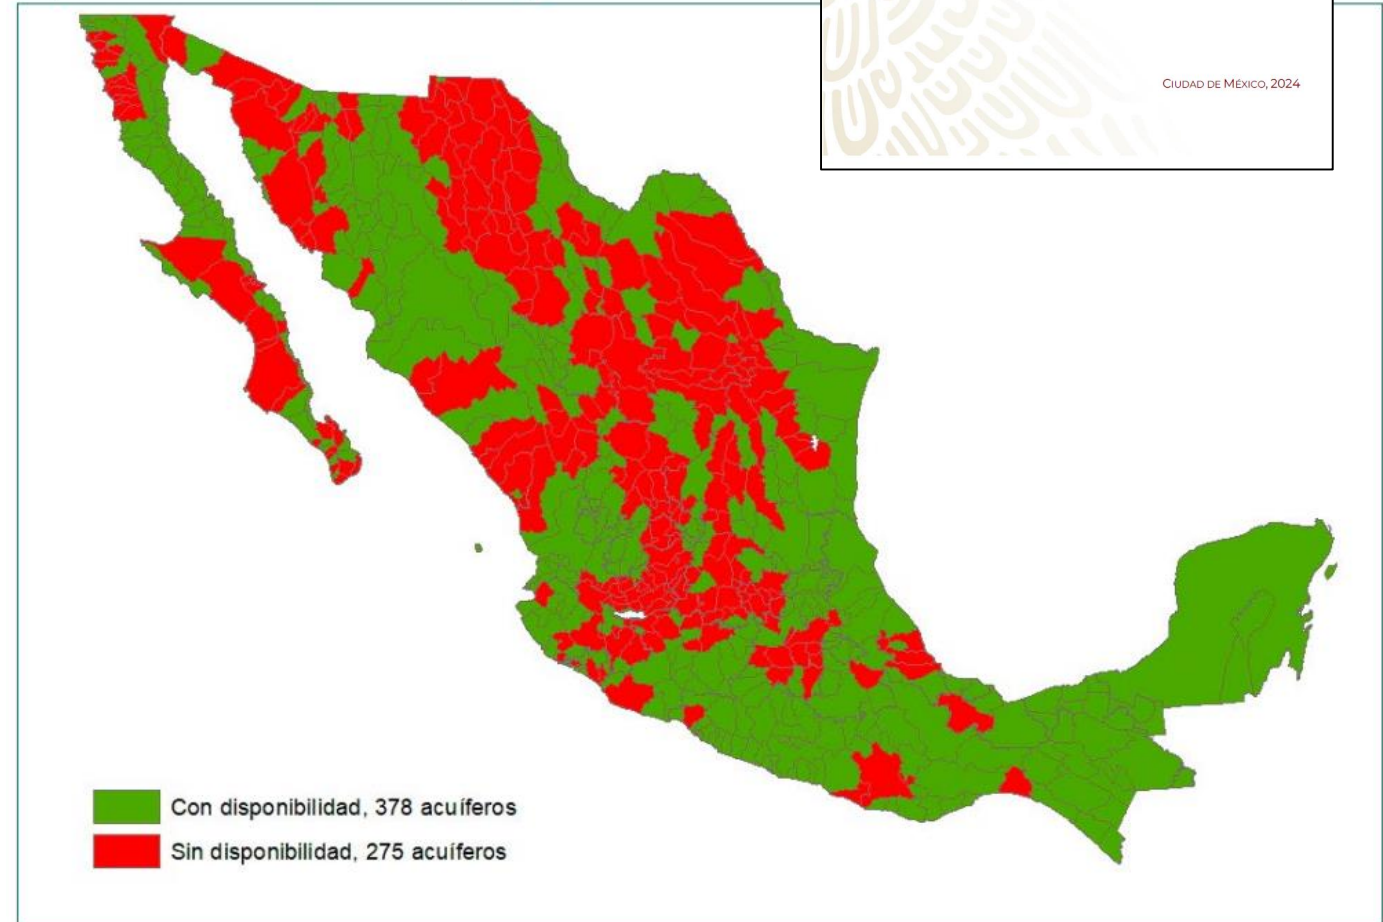 CIUDAD DE MÉXICO, 2024
Con disponibilidad, 378 acuíferos
Sin disponibilidad, 275 acuíferos